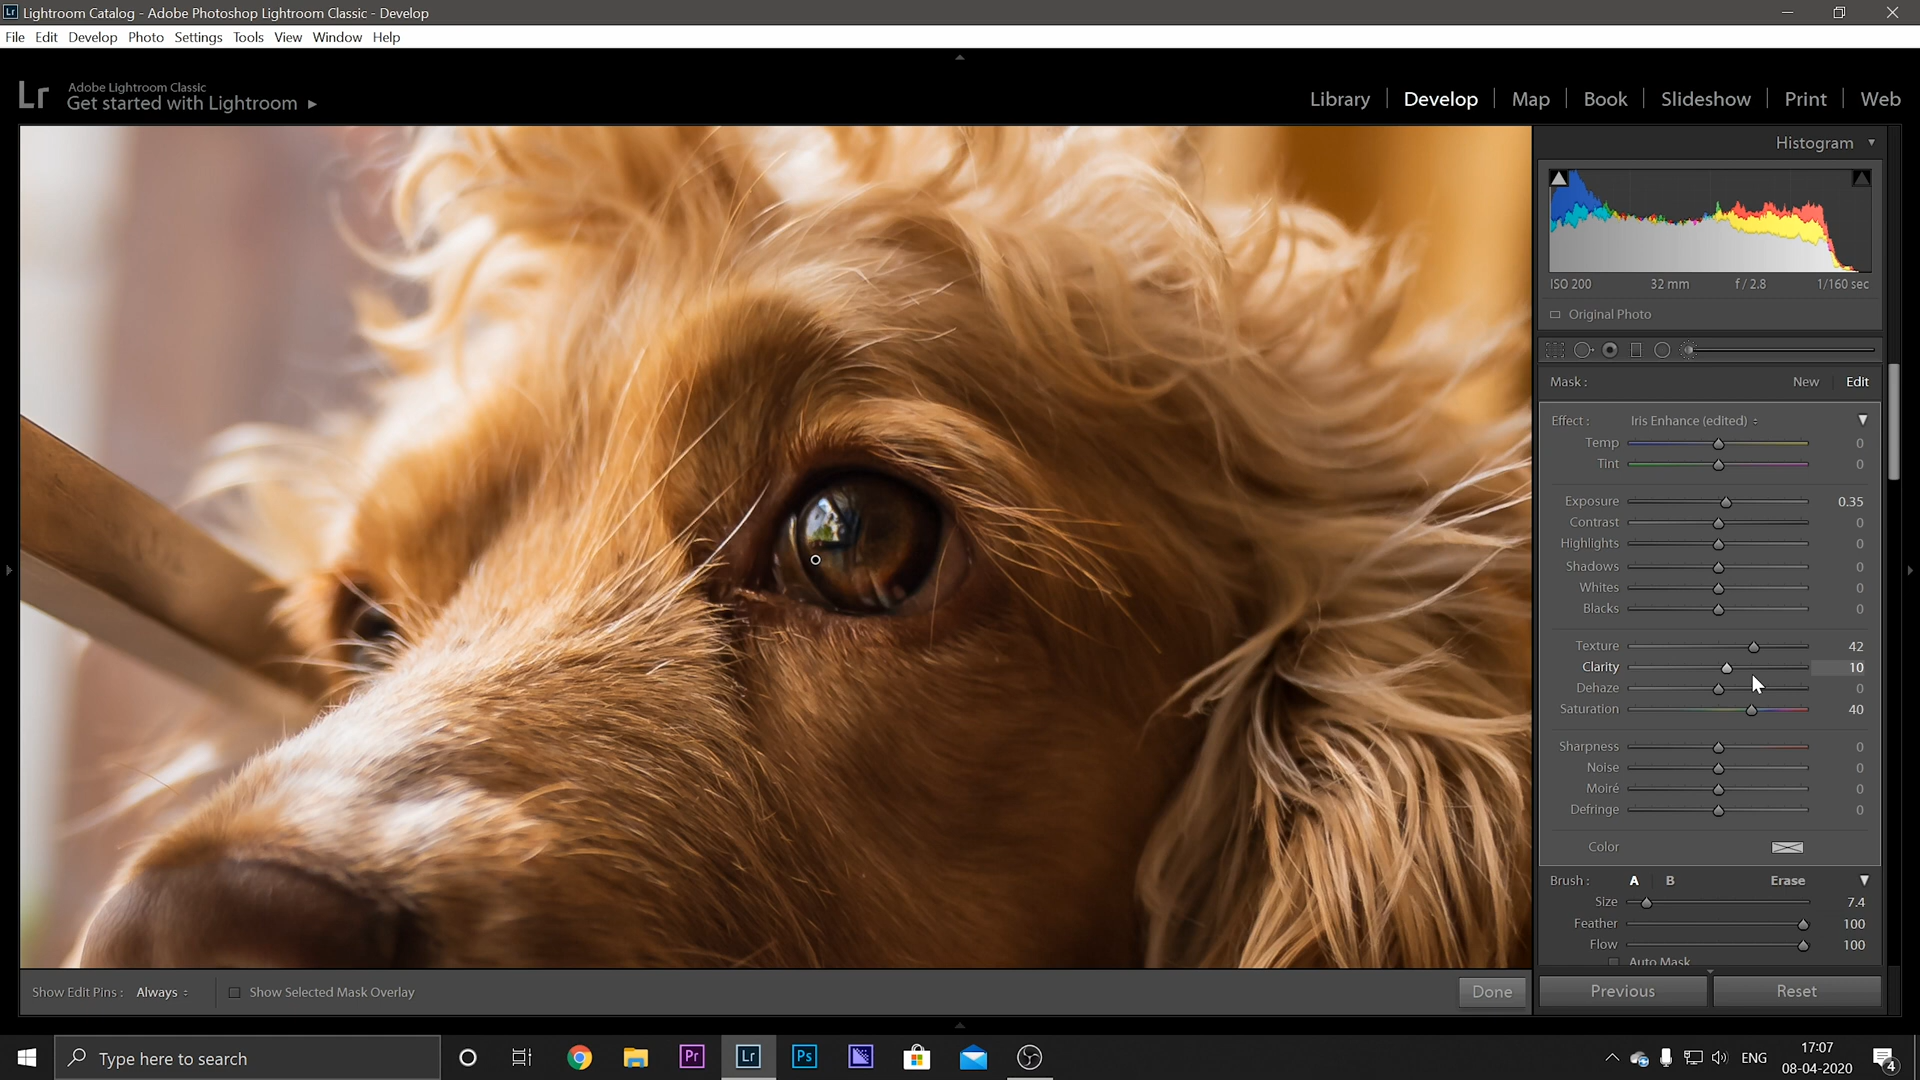 Lr Lightroom Catalog - Adobe Photoshop Lightroom Classic - Develop
File Edit Develop Photo Settings Tools View Window Help
Lr
Adobe Lightroom Classic
Get started with Lightroom
Library Develop Map Book Slideshow Print Web
Histogram
ISO 200 32 mm f / 2.8 1/160 sec
Original Photo
Mask : New Edit
Effect : Iris Enhance (edited)
Temp 0
Tint 0
Exposure 0.35
Contrast 0
Highlights 0
Shadows 0
Whites 0
Blacks 0
Texture 42
Clarity 10
Dehaze 0
Saturation 40
Sharpness 0
Noise 0
Moiré 0
Defringe 0
Color
Brush : A B Erase
Size 7.4
Feather 100
Flow 100
Auto Mask
Show Edit Pins : Always Show Selected Mask Overlay Done Previous Reset
Type here to search Pr Lr Ps ENG 17:07
08-04-2020 4